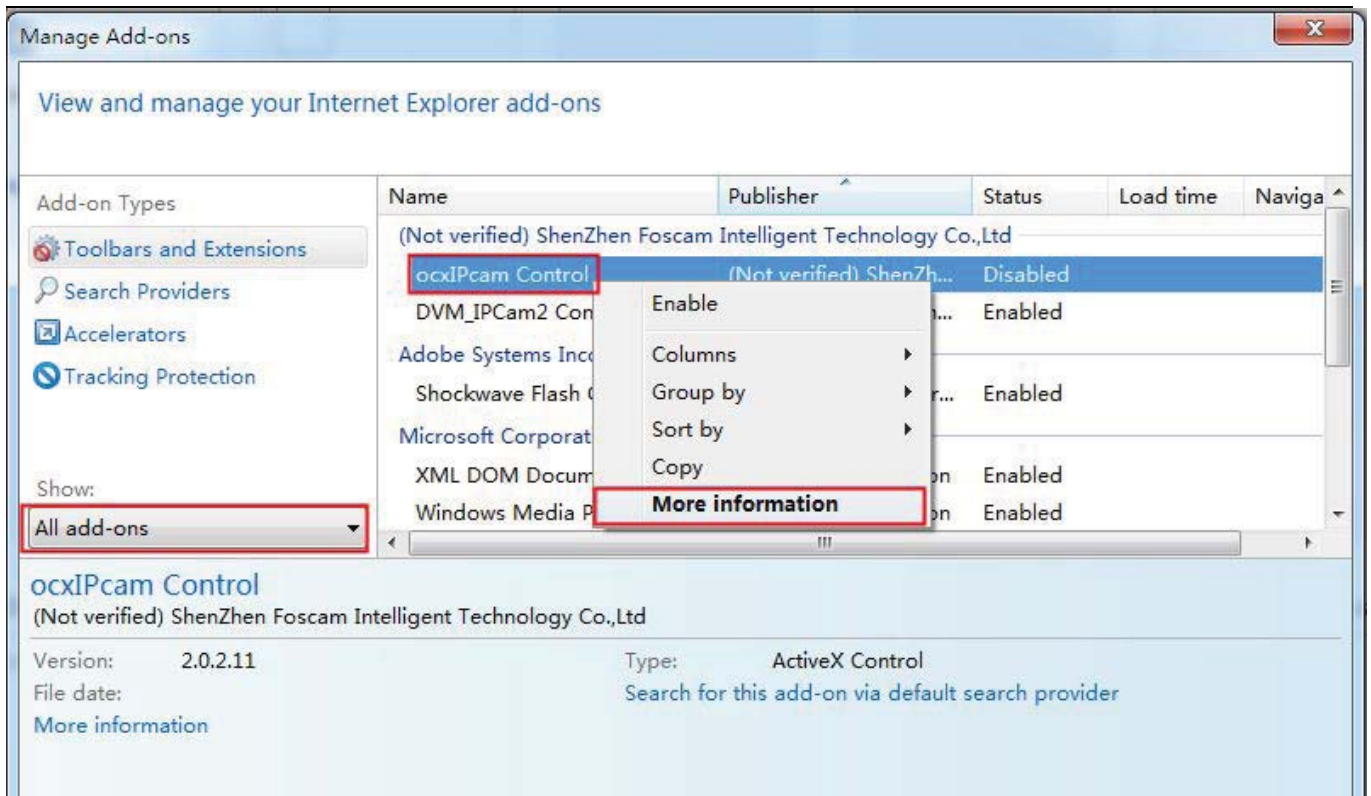 Manage Add-ons
View and manage your Internet Explorer add-ons
Add-on Types
Toolbars and Extensions
Search Providers
Accelerators
Tracking Protection
Show:
All add-ons
Name Publisher Status Load time Naviga
(Not verified) ShenZhen Foscam Intelligent Technology Co.,Ltd
ocxIPcam Control (Not verified) ShenZh... Disabled
DVM_IPCam2 Con ... Enabled
Adobe Systems Inco
Shockwave Flash r... Enabled
Microsoft Corporat
XML DOM Docum on Enabled
Windows Media P on Enabled
Enable
Columns
Group by
Sort by
Copy
More information
ocxIPcam Control
(Not verified) ShenZhen Foscam Intelligent Technology Co.,Ltd
Version: 2.0.2.11 Type: ActiveX Control
File date: Search for this add-on via default search provider
More information